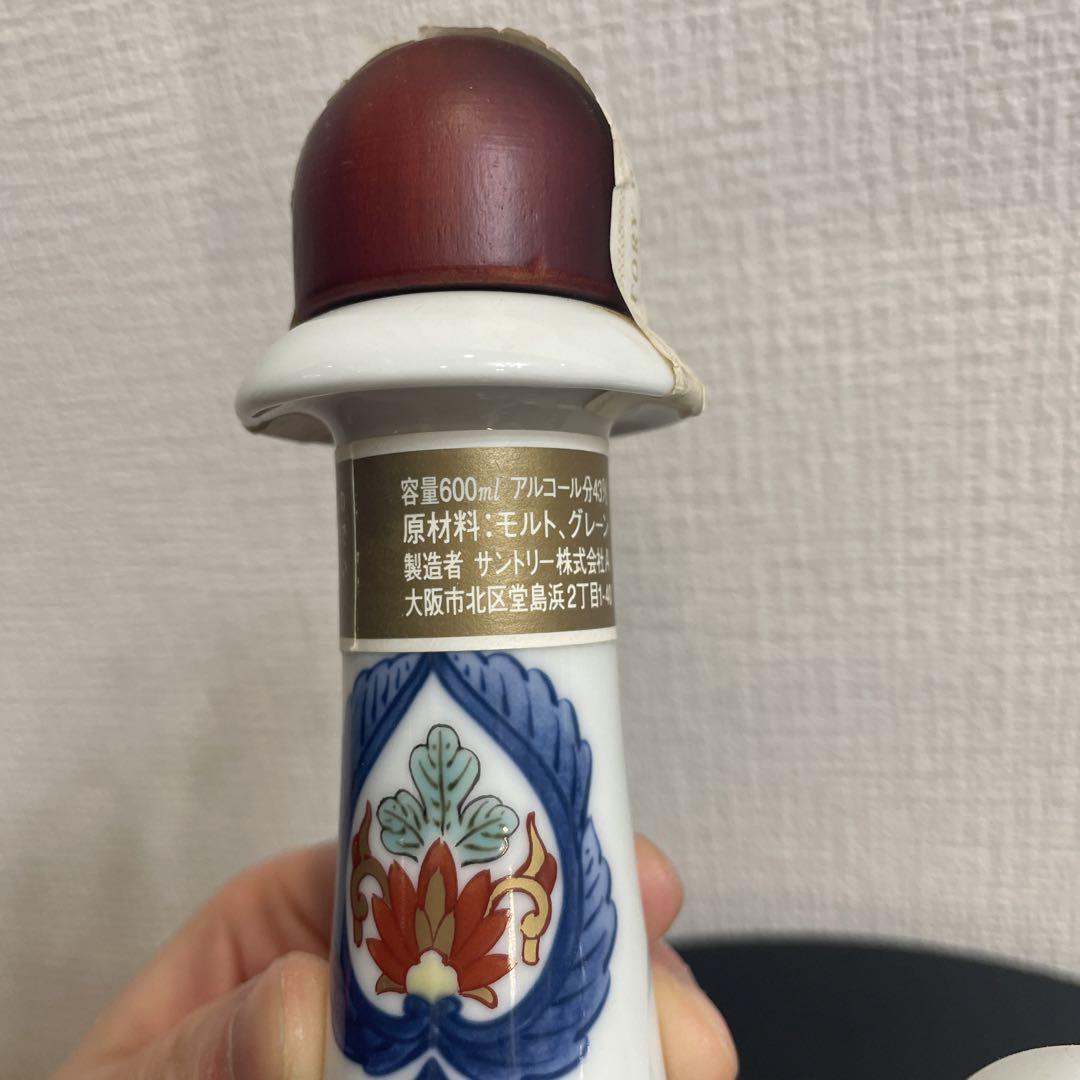 容量600ml アルコール分43%
原材料:モルト、グレーン
製造者 サントリー株式会社 A
大阪市北区堂島浜2丁目1-40